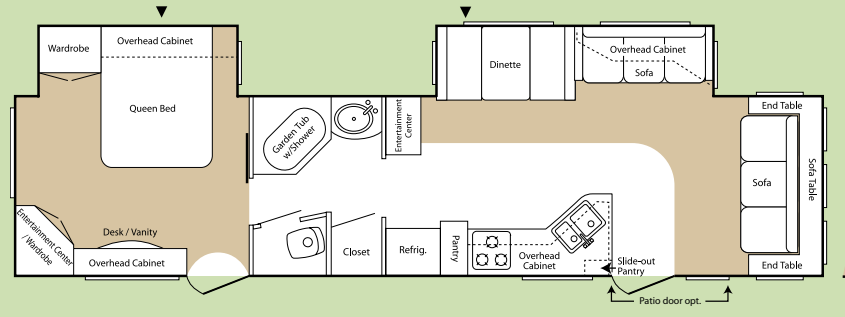 Wardrobe
Overhead Cabinet
Queen Bed
Entertainment Center
/ Wardrobe
Desk / Vanity
Overhead Cabinet
Garden Tub
w/Shower
Entertainment
Center
Closet
Refrig.
Pantry
Dinette
Overhead Cabinet
Sofa
Overhead
Cabinet
Slide-out
Pantry
Patio door opt.
End Table
Sofa
Sofa Table
End Table